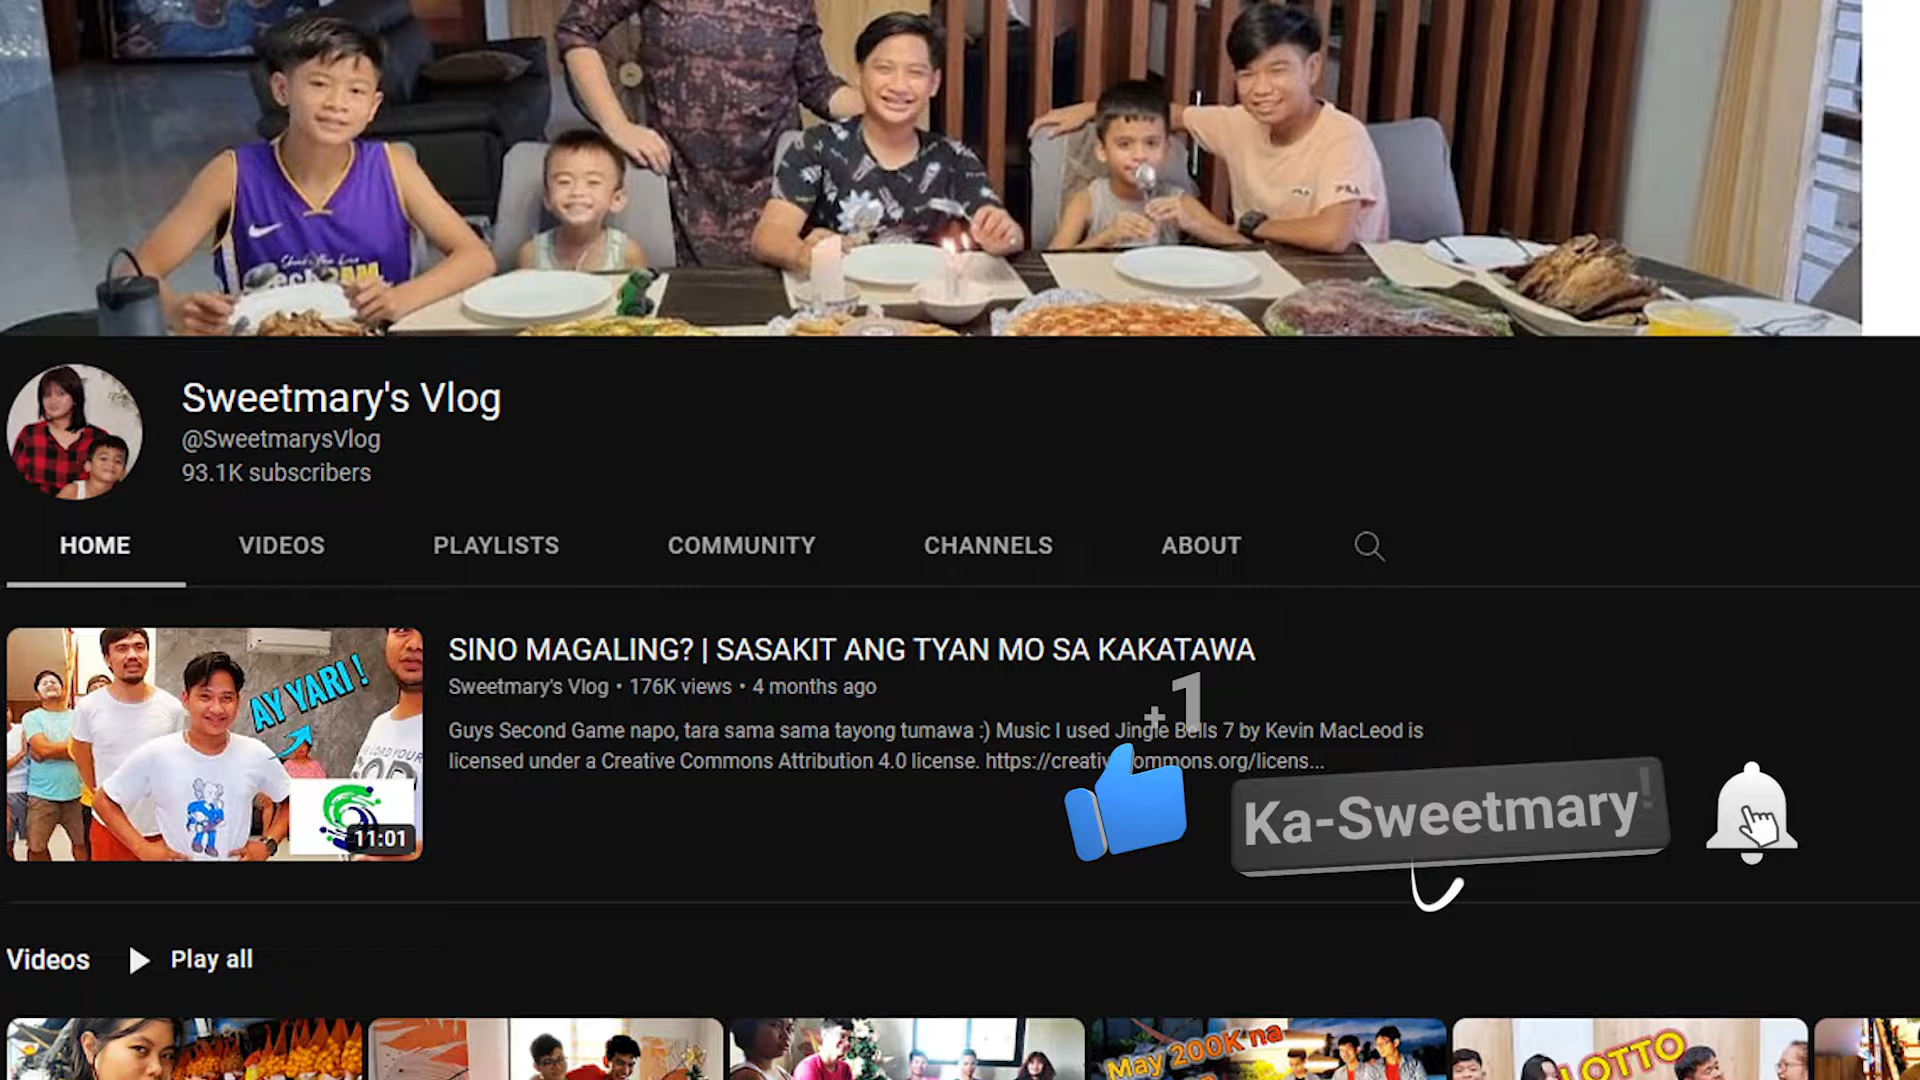 FILA
Sweetmary's Vlog
@SweetmarysVlog
93.1K subscribers
HOME VIDEOS PLAYLISTS COMMUNITY CHANNELS ABOUT
AY YARI !
11:01
SINO MAGALING? | SASAKIT ANG TYAN MO SA KAKATAWA
Sweetmary's Vlog • 176K views • 4 months ago
Guys Second Game napo, tara sama sama tayong tumawa :) Music I used Jingle Bells 7 by Kevin MacLeod is
licensed under a Creative Commons Attribution 4.0 license. https://creativecommons.org/licens...
+1
Ka-Sweetmary!
Videos Play all
May 200K na
LOTTO